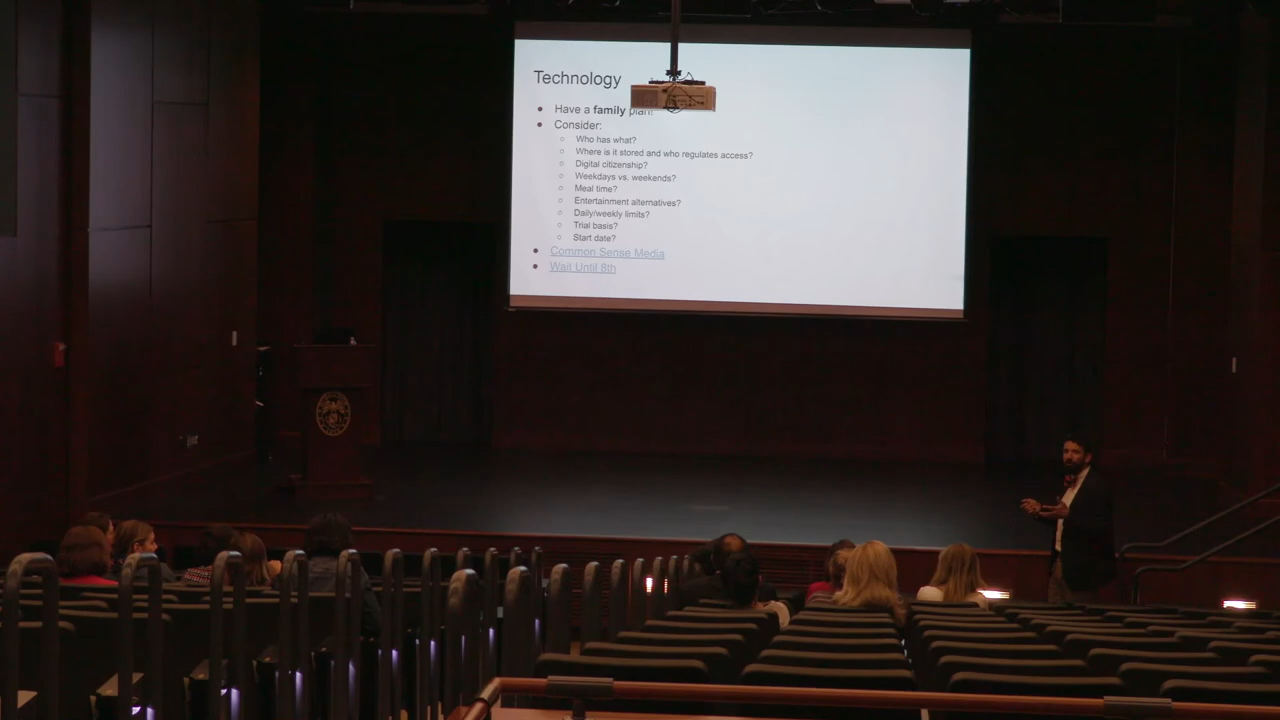 Technology
Have a family plan!
Consider:
Who has what?
Where is it stored and who regulates access?
Digital citizenship?
Weekdays vs. weekends?
Meal time?
Entertainment alternatives?
Daily/weekly limits?
Trial basis?
Start date?
Common Sense Media
Wait Until 8th